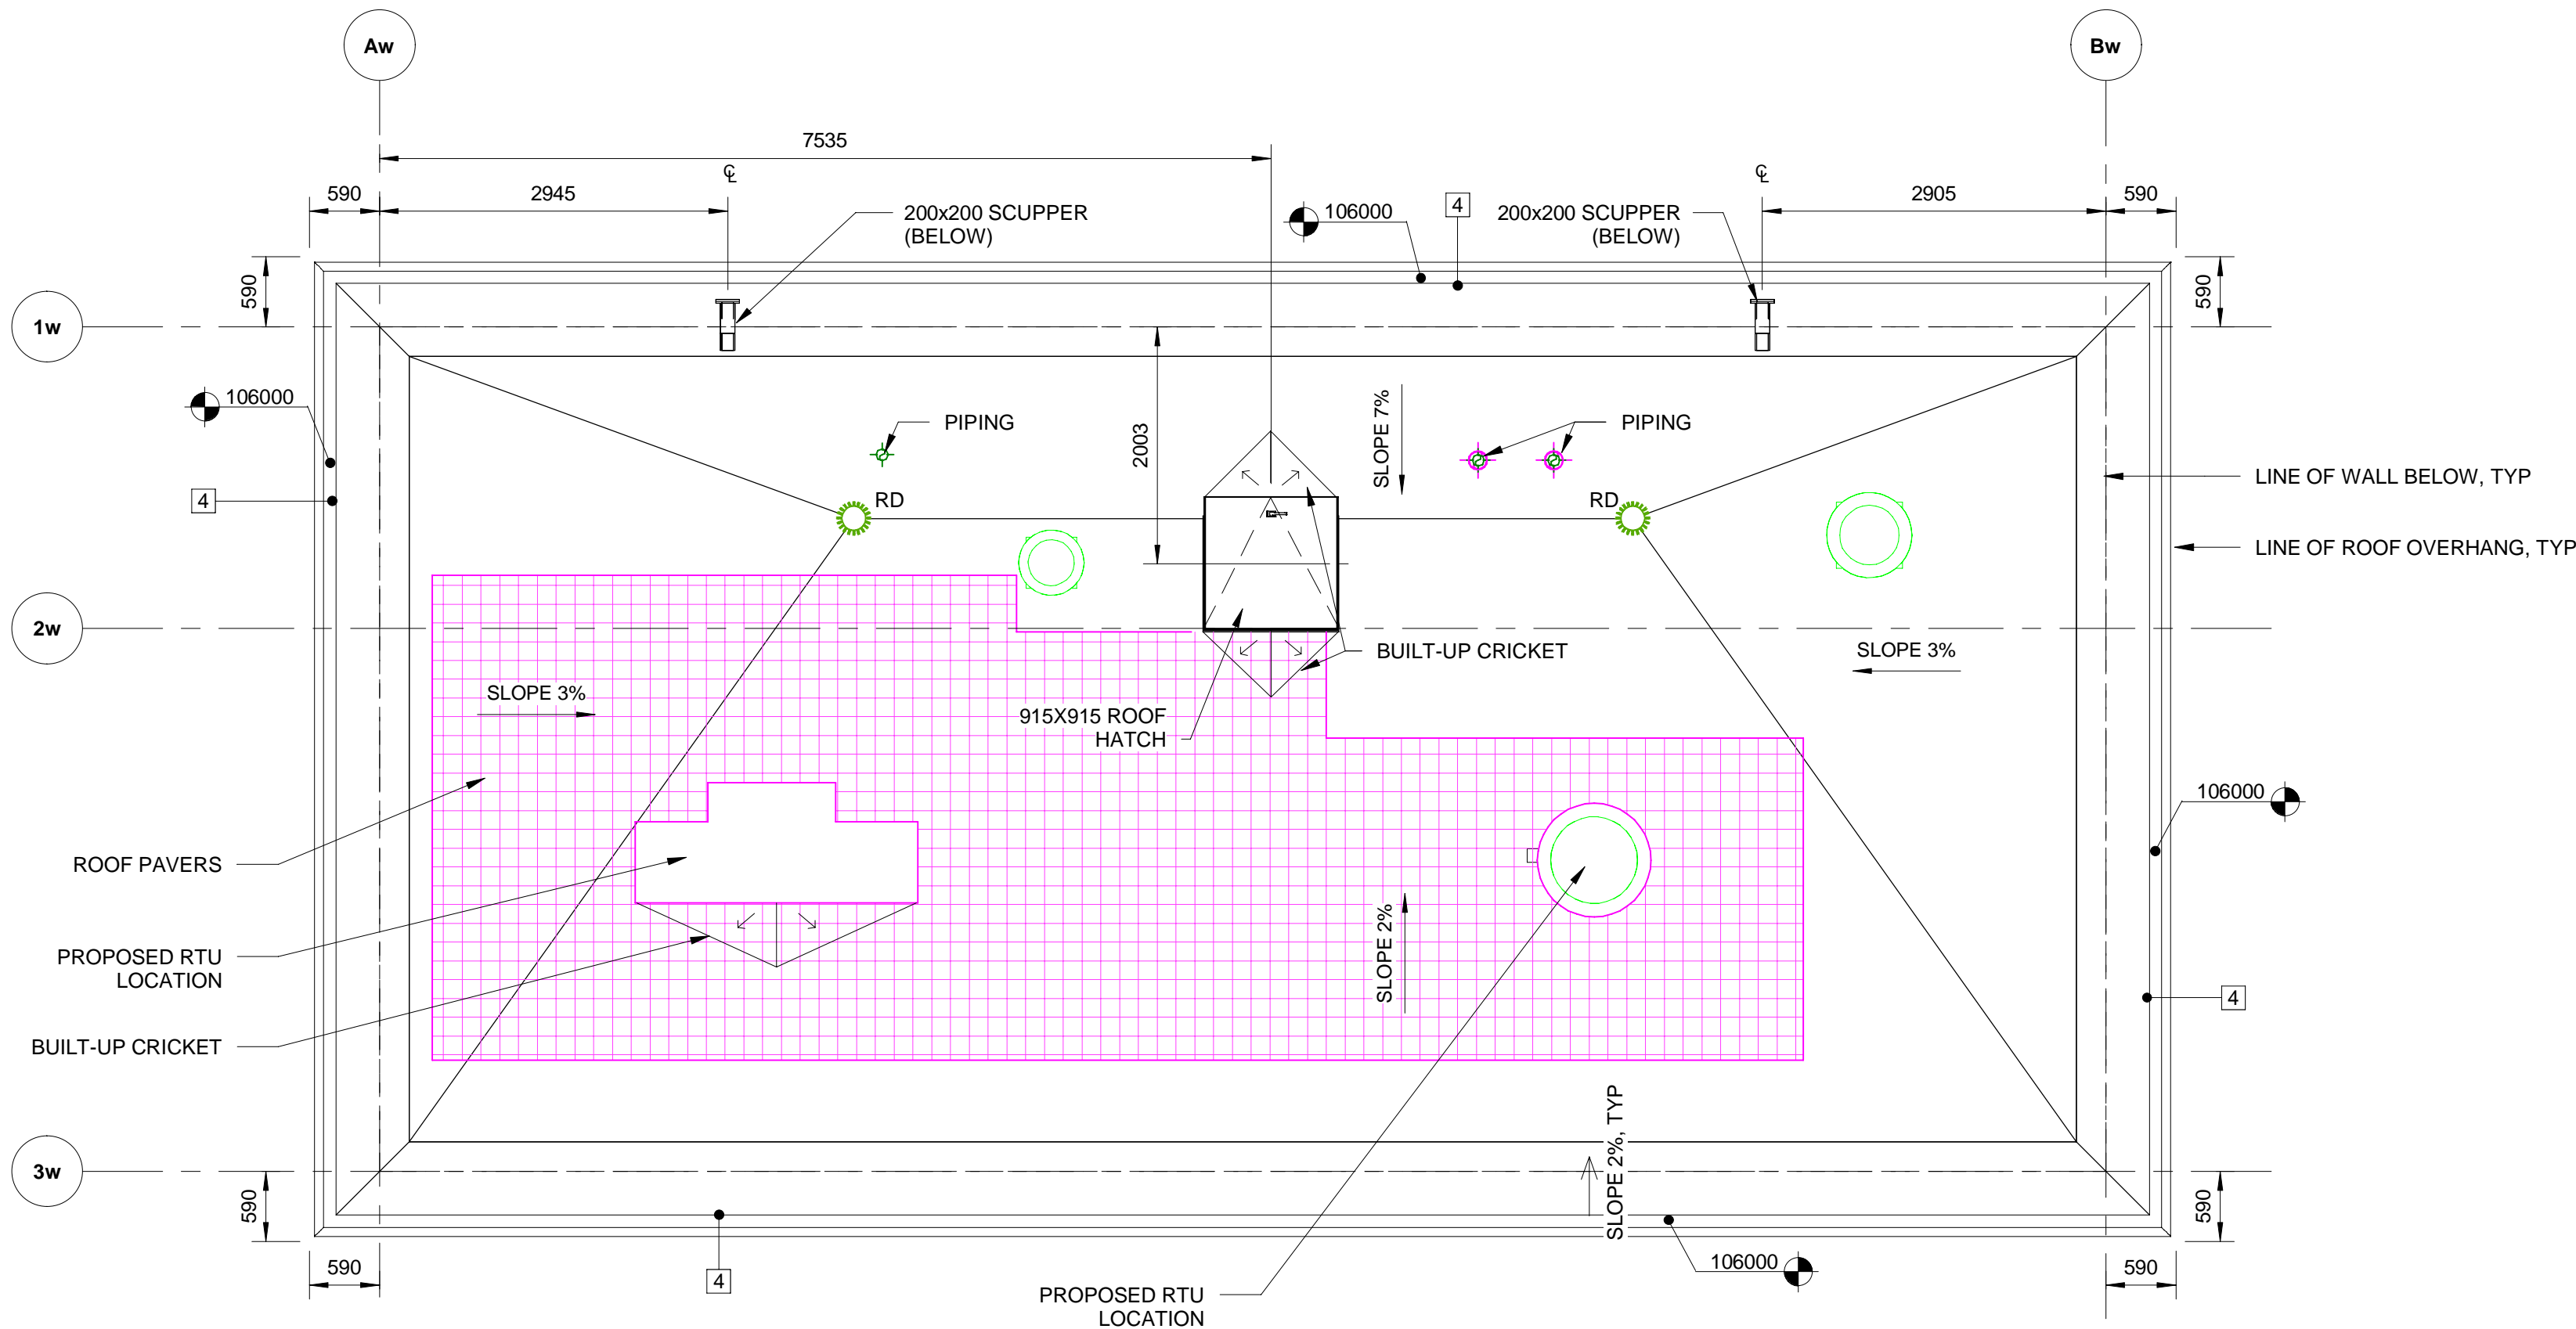 Aw
Bw
7535
℄
℄
590
2945
2905
590
200x200 SCUPPER
(BELOW)
106000
4
200x200 SCUPPER
(BELOW)
590
590
1w
106000
PIPING
2003
SLOPE 7%
PIPING
4
RD
RD
LINE OF WALL BELOW, TYP
LINE OF ROOF OVERHANG, TYP
2w
BUILT-UP CRICKET
SLOPE 3%
SLOPE 3%
915X915 ROOF
HATCH
106000
ROOF PAVERS
PROPOSED RTU
LOCATION
SLOPE 2%
4
BUILT-UP CRICKET
SLOPE 2%, TYP
3w
590
590
590
4
106000
590
PROPOSED RTU
LOCATION